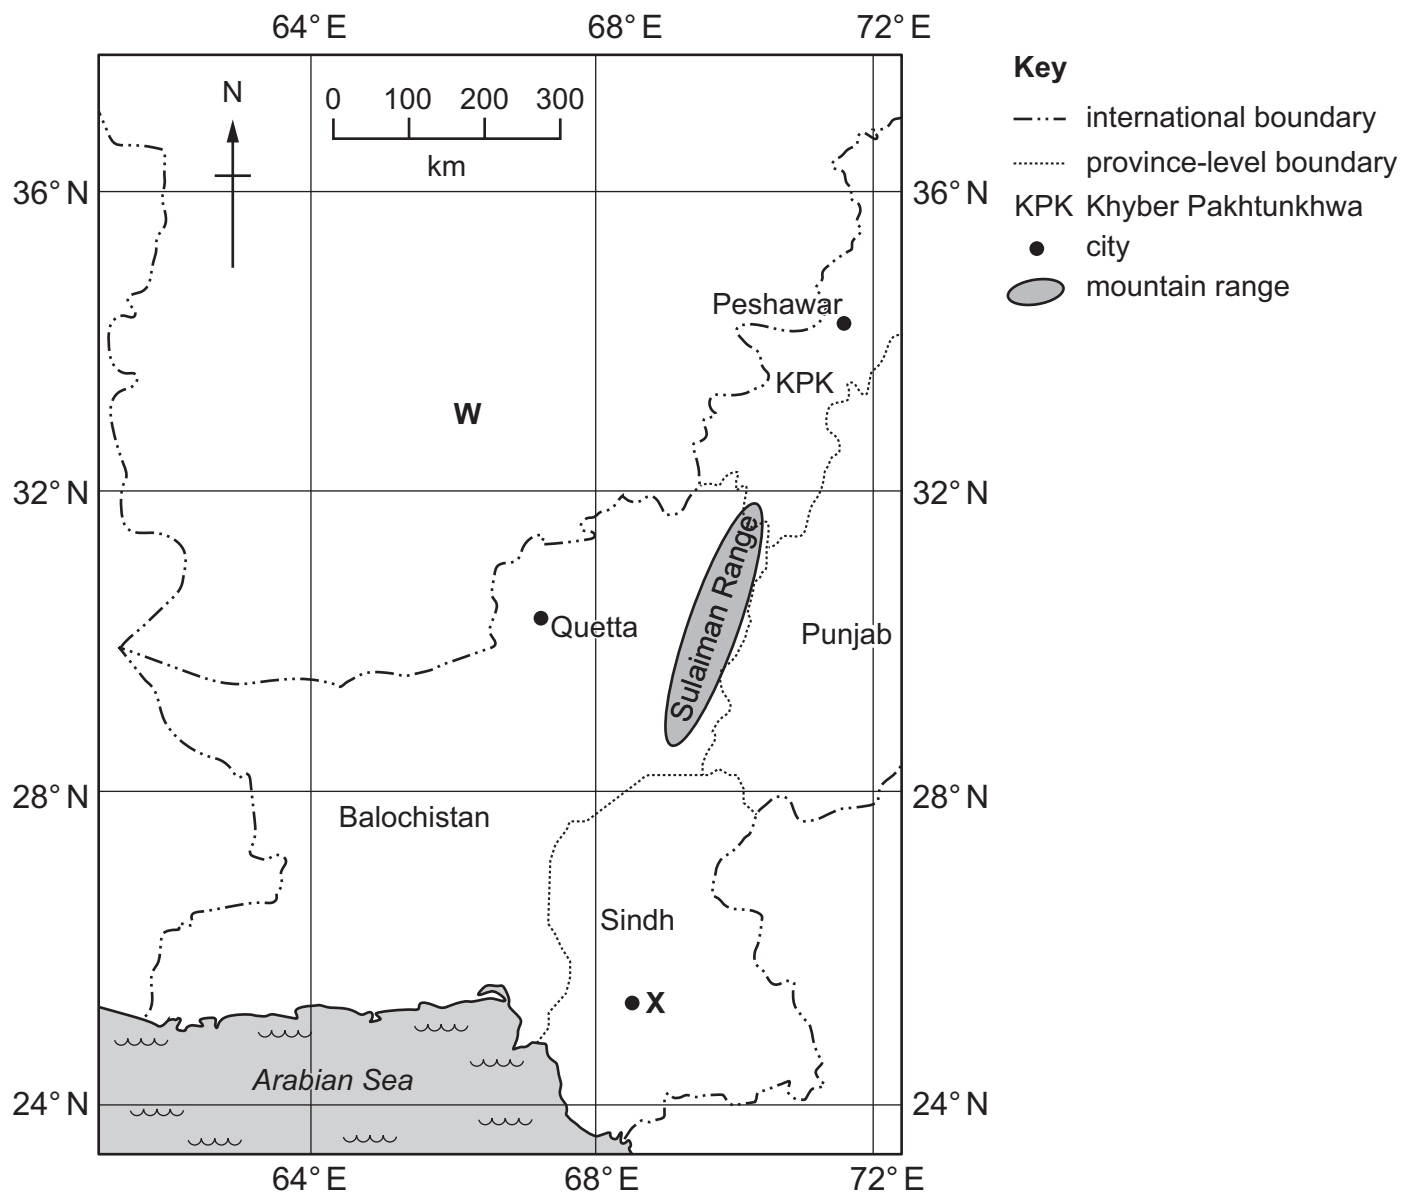 64° E 68° E 72° E
Key
N
0 100 200 300
km
international boundary
province-level boundary
36° N 36° N
KPK Khyber Pakhtunkhwa
city
mountain range
Peshawar
KPK
W
32° N 32° N
Sulaiman Range
Quetta
Punjab
28° N 28° N
Balochistan
Sindh
X
Arabian Sea
24° N 24° N
64° E 68° E 72° E